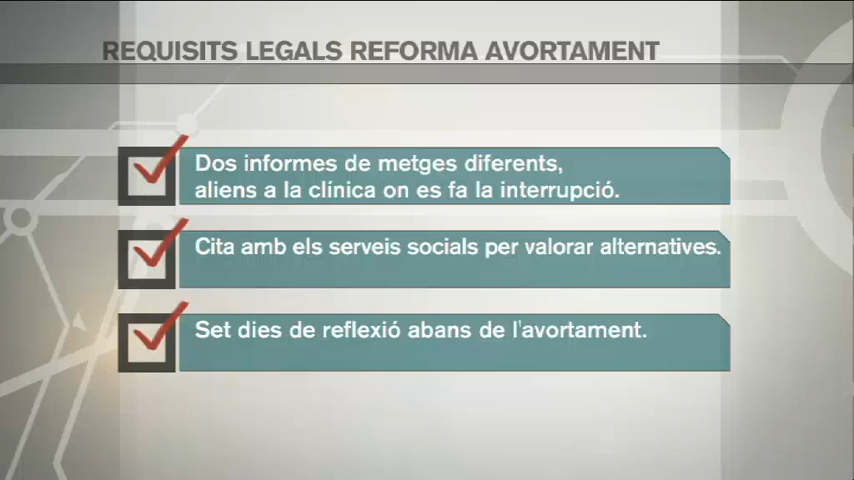 REQUISITS LEGALS REFORMA AVORTAMENT
Dos informes de metges diferents,
aliens a la clínica on es fa la interrupció.
Cita amb els serveis socials per valorar alternatives.
Set dies de reflexió abans de l'avortament.